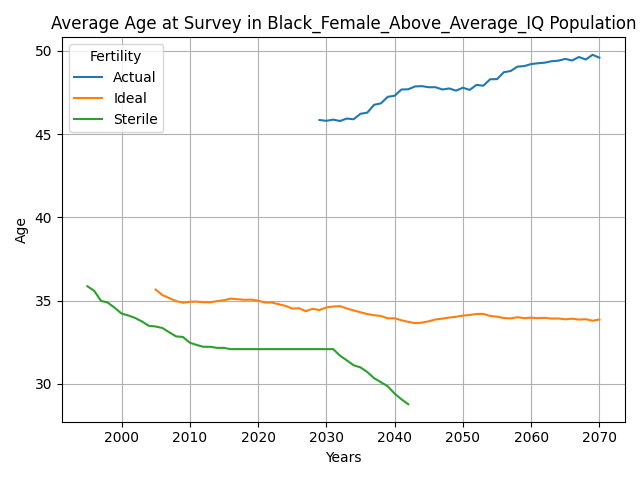 Average Age at Survey in Black_Female_Above_Average_IQ Population
Fertility
Actual
Ideal
Sterile
Age
50
45
40
35
30
2000 2010 2020 2030 2040 2050 2060 2070
Years